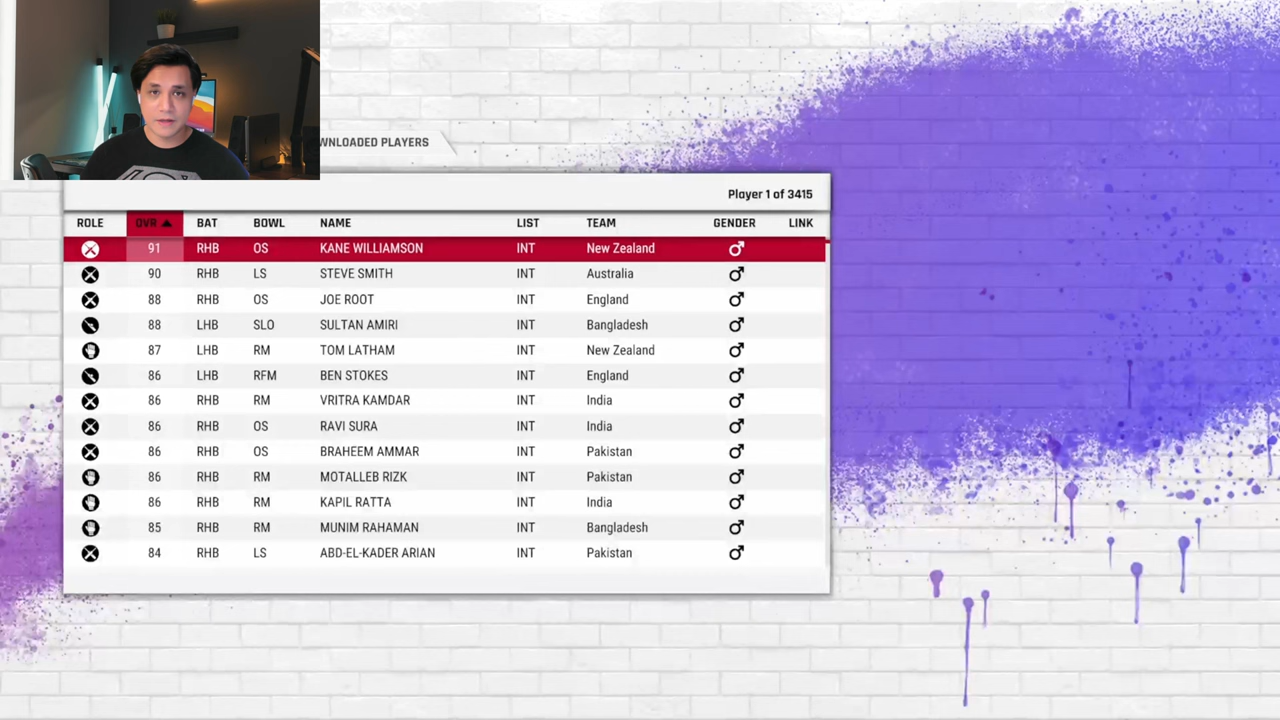 WNLOADED PLAYERS
Player 1 of 3415
ROLE OVR BAT BOWL NAME LIST TEAM GENDER LINK
91 RHB OS KANE WILLIAMSON INT New Zealand
90 RHB LS STEVE SMITH INT Australia
88 RHB OS JOE ROOT INT England
88 LHB SLO SULTAN AMIRI INT Bangladesh
87 LHB RM TOM LATHAM INT New Zealand
86 LHB RFM BEN STOKES INT England
86 RHB RM VRITRA KAMDAR INT India
86 RHB OS RAVI SURA INT India
86 RHB OS BRAHEEM AMMAR INT Pakistan
86 RHB RM MOTALLEB RIZK INT Pakistan
86 RHB RM KAPIL RATTA INT India
85 RHB RM MUNIM RAHAMAN INT Bangladesh
84 RHB LS ABD-EL-KADER ARIAN INT Pakistan